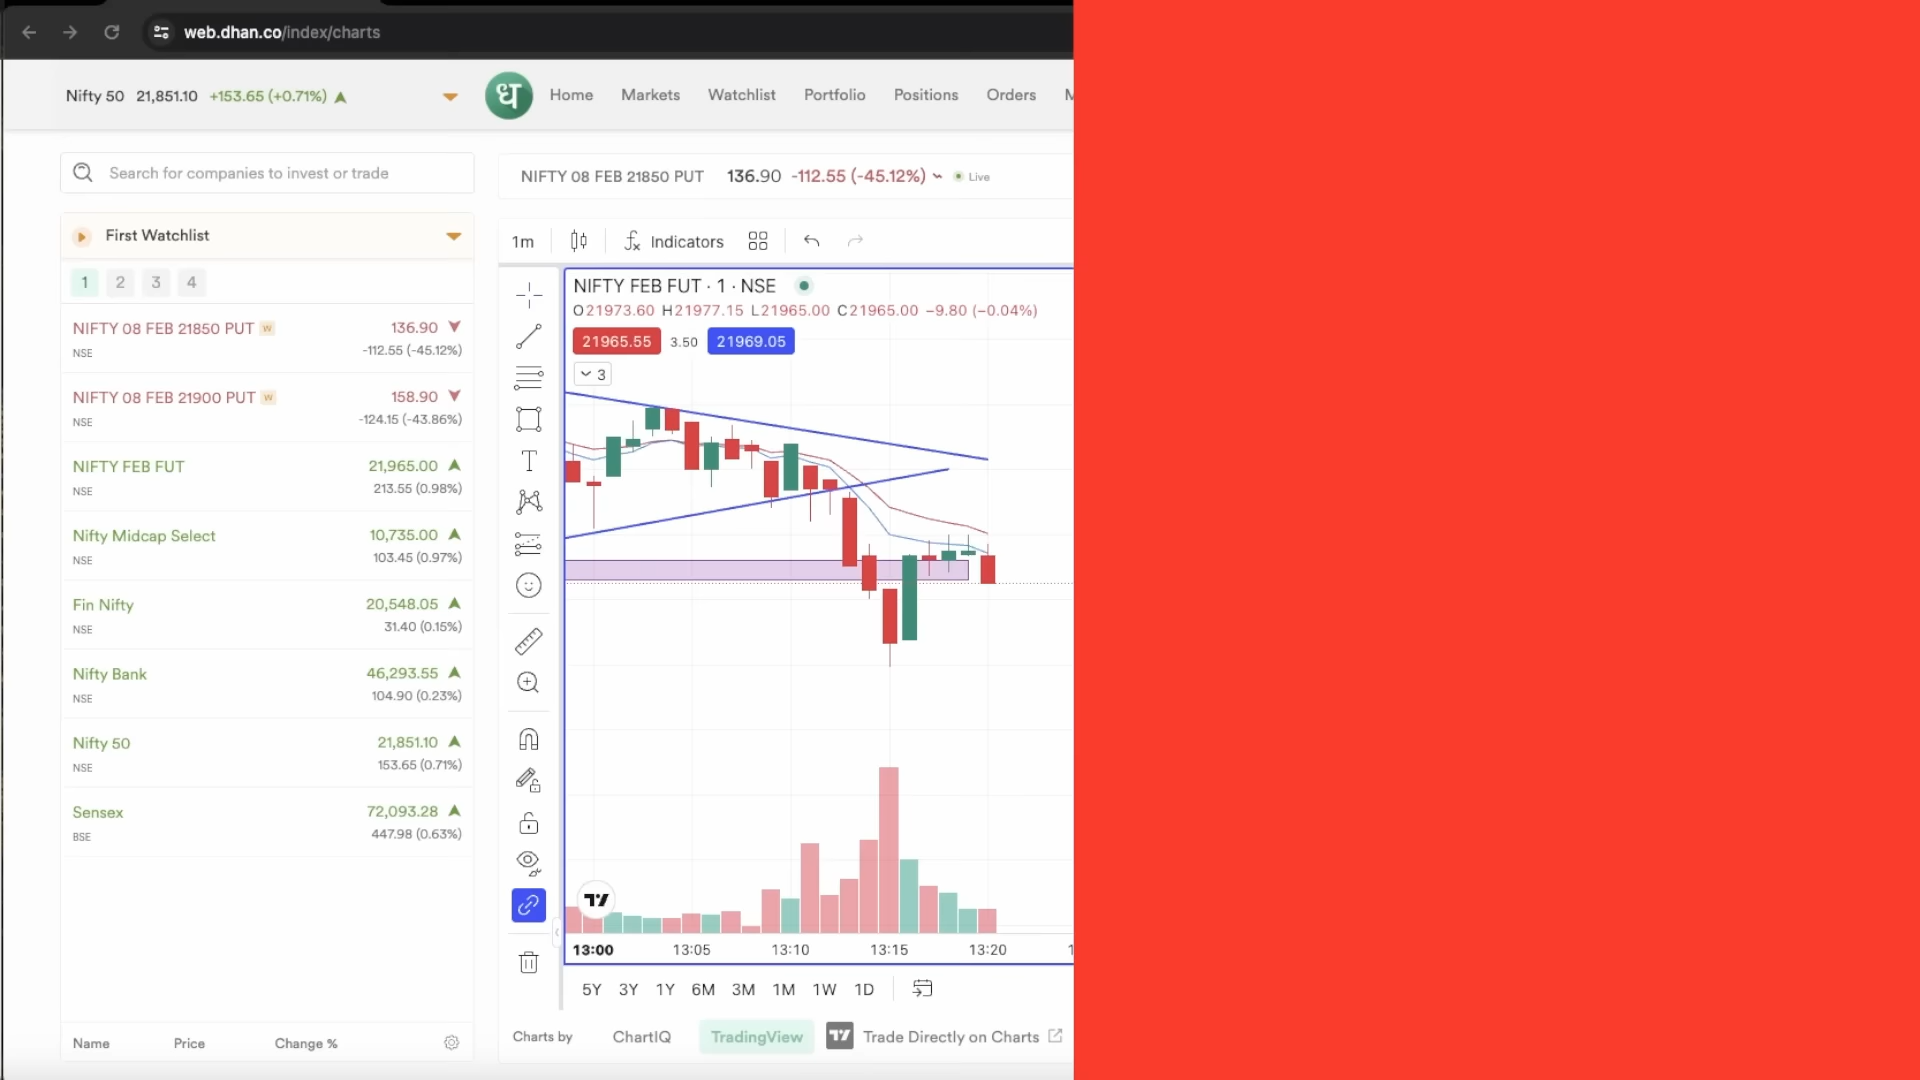 web.dhan.co/index/charts
Nifty 50 21,851.10 +153.65 (+0.71%)
ध Home Markets Watchlist Portfolio Positions Orders M
Search for companies to invest or trade
NIFTY 08 FEB 21850 PUT 136.90 -112.55 (-45.12%) Live
First Watchlist
1m Indicators
1 2 3 4
NIFTY FEB FUT · 1 · NSE
O21973.60 H21977.15 L21965.00 C21965.00 −9.80 (−0.04%)
21965.55 3.50 21969.05
3
NIFTY 08 FEB 21850 PUT W 136.90
NSE -112.55 (-45.12%)
NIFTY 08 FEB 21900 PUT W 158.90
NSE -124.15 (-43.86%)
NIFTY FEB FUT 21,965.00
NSE 213.55 (0.98%)
Nifty Midcap Select 10,735.00
NSE 103.45 (0.97%)
Fin Nifty 20,548.05
NSE 31.40 (0.15%)
Nifty Bank 46,293.55
NSE 104.90 (0.23%)
Nifty 50 21,851.10
NSE 153.65 (0.71%)
Sensex 72,093.28
BSE 447.98 (0.63%)
T
13:00 13:05 13:10 13:15 13:20 1
5Y 3Y 1Y 6M 3M 1M 1W 1D
Name Price Change %
Charts by ChartIQ TradingView Trade Directly on Charts